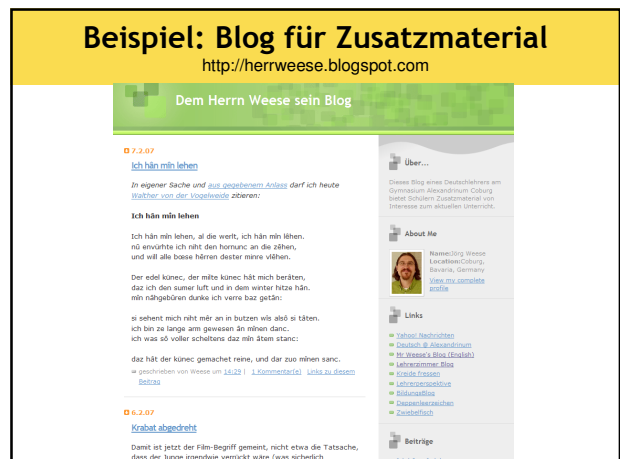 Beispiel: Blog für Zusatzmaterial
http://herrweese.blogspot.com
Dem Herrn Weese sein Blog
7.2.07
Ich hân mîn lehen
In eigener Sache und aus gegebenem Anlass darf ich heute
Walther von der Vogelweide zitieren:
Ich hân mîn lehen
Ich hân mîn lehen, al die werlt, ich hân mîn lêhen.
nû envürhte ich niht den hornunc an die zêhen,
und will alle bœse hêrren dester minre vlêhen.
Der edel künec, der milte künec hât mich berâten,
daz ich den sumer luft und in dem winter hitze hân.
mîn nâhgebûren dunke ich verre baz getân:
si sehent mich niht mêr an in butzen wîs alsô si tâten.
ich bin ze lange arm gewesen ân mînen danc.
ich was sô voller scheltens daz mîn âtem stanc:
daz hât der künec gemachet reine, und dar zuo mînen sanc.
geschrieben von Weese um 14:29 | 1 Kommentar(e) Links zu diesem
Beitrag
6.2.07
Krabat abgedreht
Damit ist jetzt der Film-Begriff gemeint, nicht etwa die Tatsache,
dass der Junge irgendwie verrückt wäre (was sicherlich
Über...
Dieses Blog eines Deutschlehrers am
Gymnasium Alexandrinum Coburg
bietet Schülern Zusatzmaterial von
Interesse zum aktuellen Unterricht.
About Me
Name:Jörg Weese
Location:Coburg,
Bavaria, Germany
View my complete
profile
Links
Yahoo! Nachrichten
Deutsch @ Alexandrinum
Mr Weese's Blog (English)
Lehrerzimmer Blog
Kreide fressen
Lehrerperspektive
BildungsBlog
Deppenleerzeichen
Zwiebelfisch
Beiträge